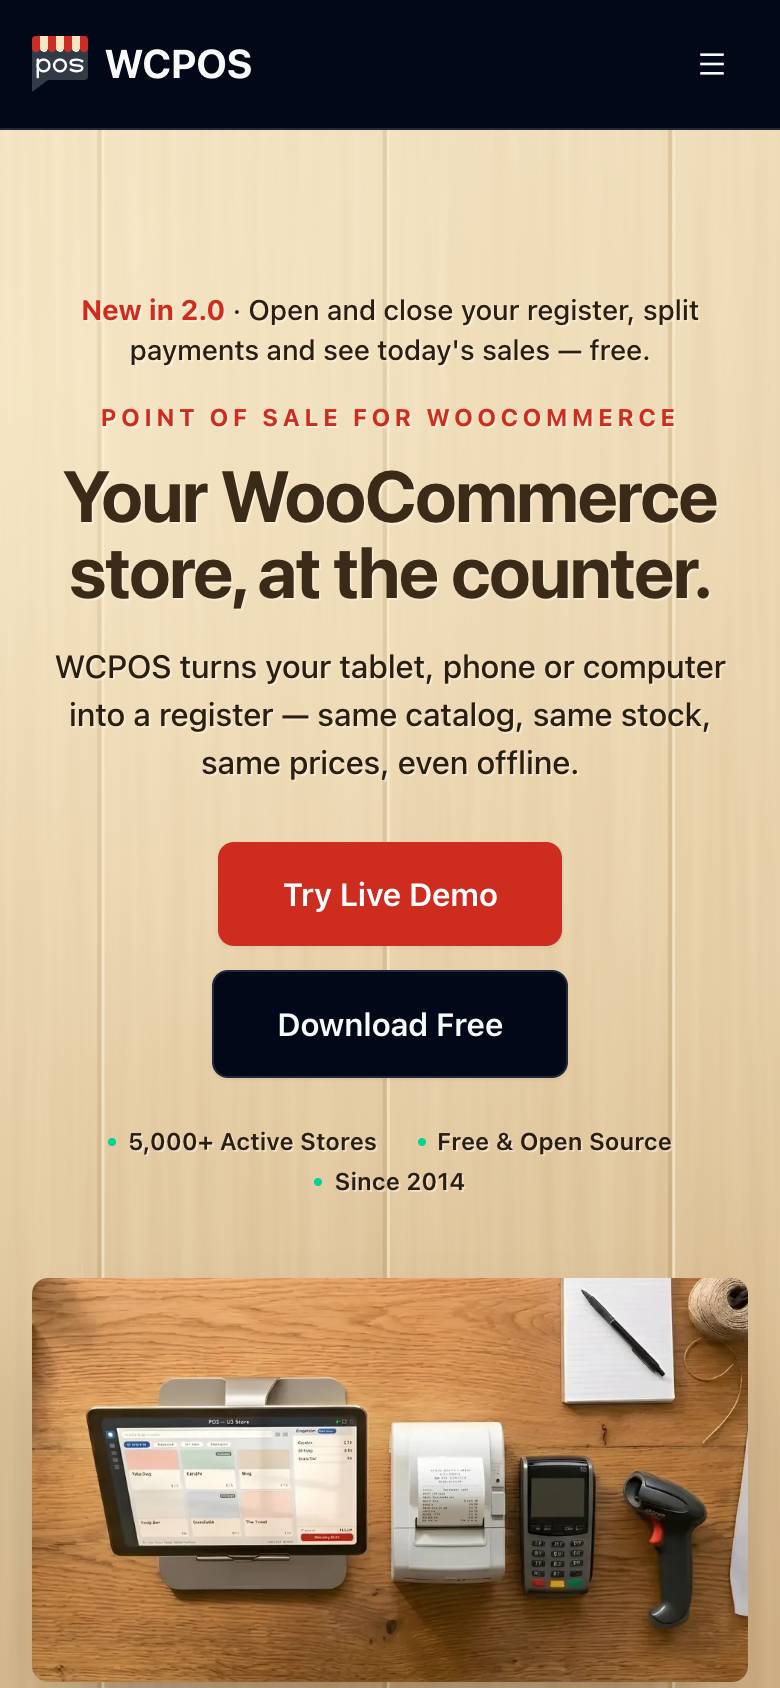 pos WCPOS
New in 2.0 · Open and close your register, split
payments and see today's sales — free.
POINT OF SALE FOR WOOCOMMERCE
Your WooCommerce
store, at the counter.
WCPOS turns your tablet, phone or computer
into a register — same catalog, same stock,
same prices, even offline.
Try Live Demo
Download Free
5,000+ Active Stores
Free & Open Source
Since 2014